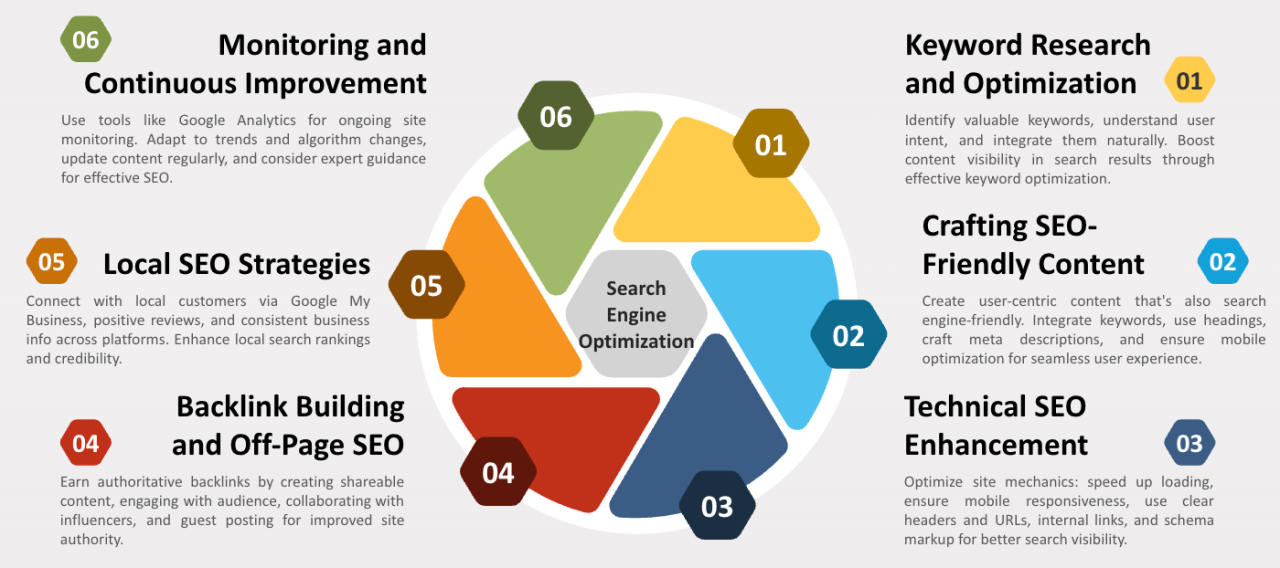 06
Monitoring and
Continuous Improvement
Use tools like Google Analytics for ongoing site
monitoring. Adapt to trends and algorithm changes,
update content regularly, and consider expert guidance
for effective SEO.
05
Local SEO Strategies
Connect with local customers via Google My
Business, positive reviews, and consistent business
info across platforms. Enhance local search rankings
and credibility.
04
Backlink Building
and Off-Page SEO
Earn authoritative backlinks by creating shareable
content, engaging with audience, collaborating with
influencers, and guest posting for improved site
authority.
06
01
05
02
04
03
Search
Engine
Optimization
Keyword Research
and Optimization
01
Identify valuable keywords, understand user
intent, and integrate them naturally. Boost
content visibility in search results through
effective keyword optimization.
Crafting SEO-
Friendly Content
02
Create user-centric content that's also search
engine-friendly. Integrate keywords, use headings,
craft meta descriptions, and ensure mobile
optimization for seamless user experience.
Technical SEO
Enhancement
03
Optimize site mechanics: speed up loading,
ensure mobile responsiveness, use clear
headers and URLs, internal links, and schema
markup for better search visibility.